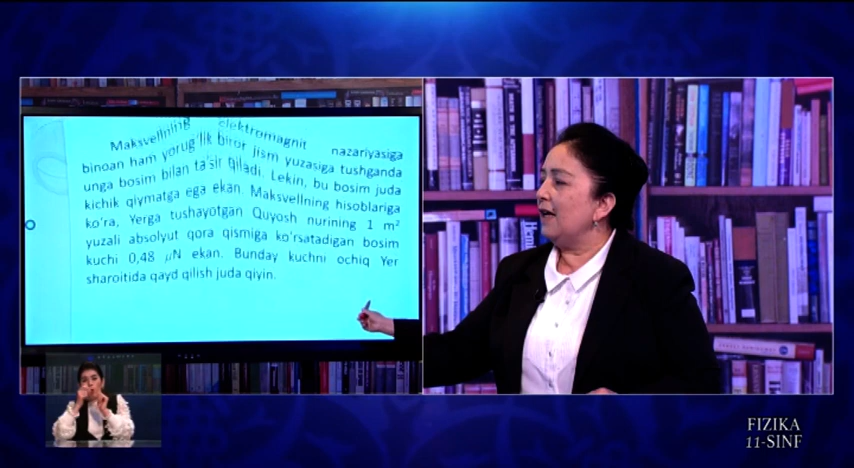 Maksvellning elektromagnit nazariyasiga
binoan ham yorug‘lik biror jism yuzasiga tushganda
unga bosim bilan ta’sir qiladi. Lekin, bu bosim juda
kichik qiymatga ega ekan. Maksvellning hisoblariga
ko‘ra, Yerga tushayotgan Quyosh nurining 1 m²
yuzali absolyut qora qismiga ko‘rsatadigan bosim
kuchi 0,48 μN ekan. Bunday kuchni ochiq Yer
sharoitida qayd qilish juda qiyin.
FIZIKA
11-SINF